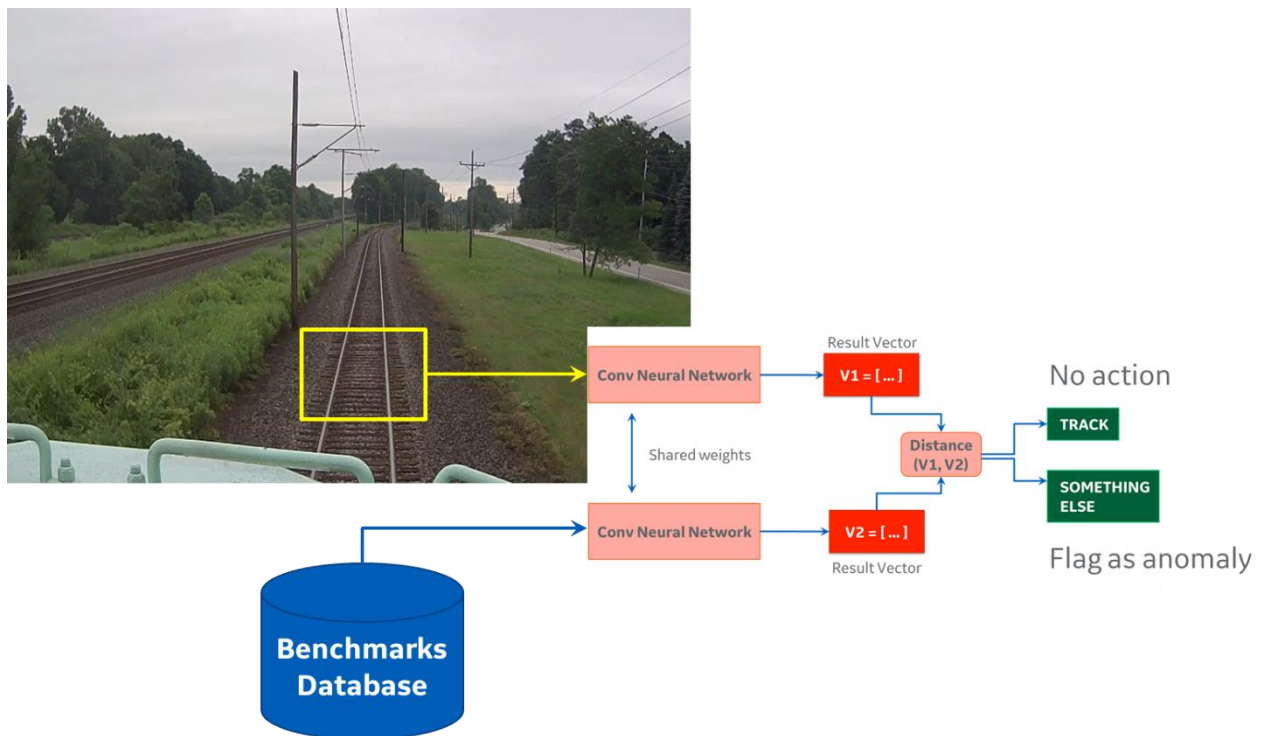 Result Vector
Conv Neural Network
V1 = [ ... ]
No action
TRACK
Shared weights
Distance
(V1, V2)
SOMETHING
ELSE
Conv Neural Network
V2 = [ ... ]
Result Vector
Flag as anomaly
Benchmarks
Database